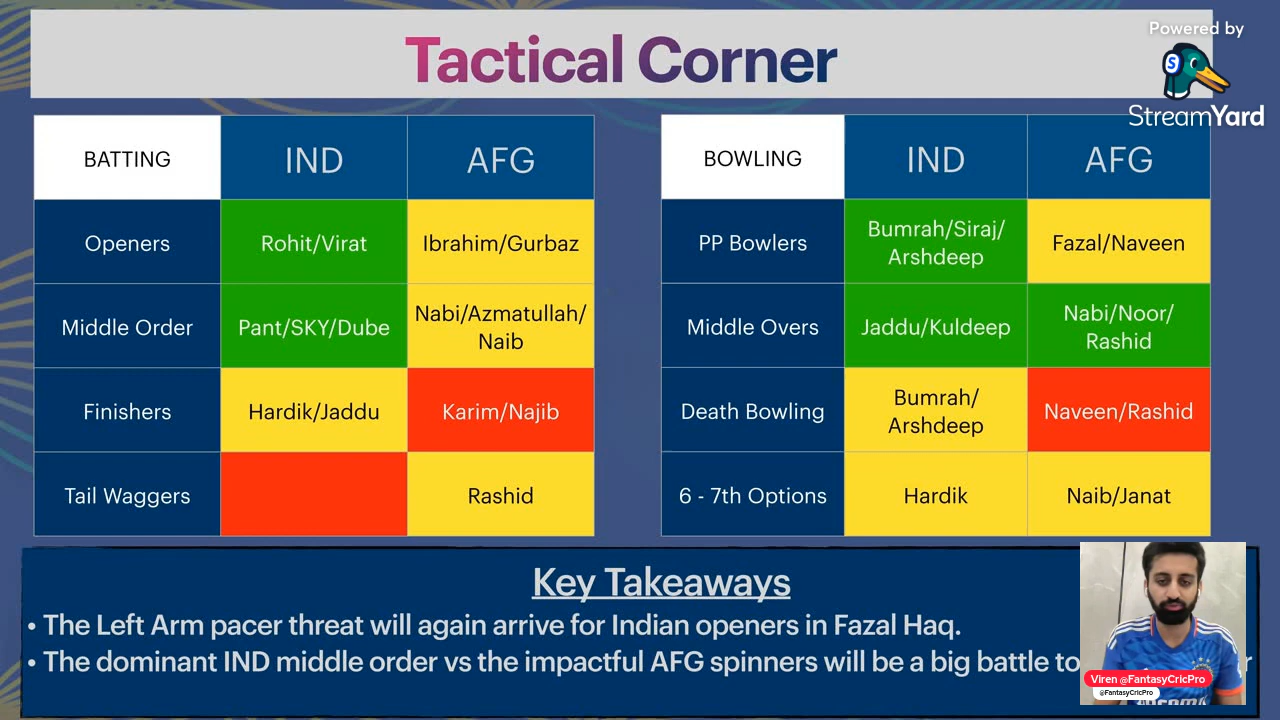 Tactical Corner
Powered by
StreamYard
BATTING IND AFG
Openers Rohit/Virat Ibrahim/Gurbaz
Middle Order Pant/SKY/Dube Nabi/Azmatullah/
Naib
Finishers Hardik/Jaddu Karim/Najib
Tail Waggers Rashid
BOWLING IND AFG
PP Bowlers Bumrah/Siraj/
Arshdeep Fazal/Naveen
Middle Overs Jaddu/Kuldeep Nabi/Noor/
Rashid
Death Bowling Bumrah/
Arshdeep Naveen/Rashid
6 - 7th Options Hardik Naib/Janat
Key Takeaways
• The Left Arm pacer threat will again arrive for Indian openers in Fazal Haq.
• The dominant IND middle order vs the impactful AFG spinners will be a big battle to
Viren @FantasyCricPro
@FantasyCricPro